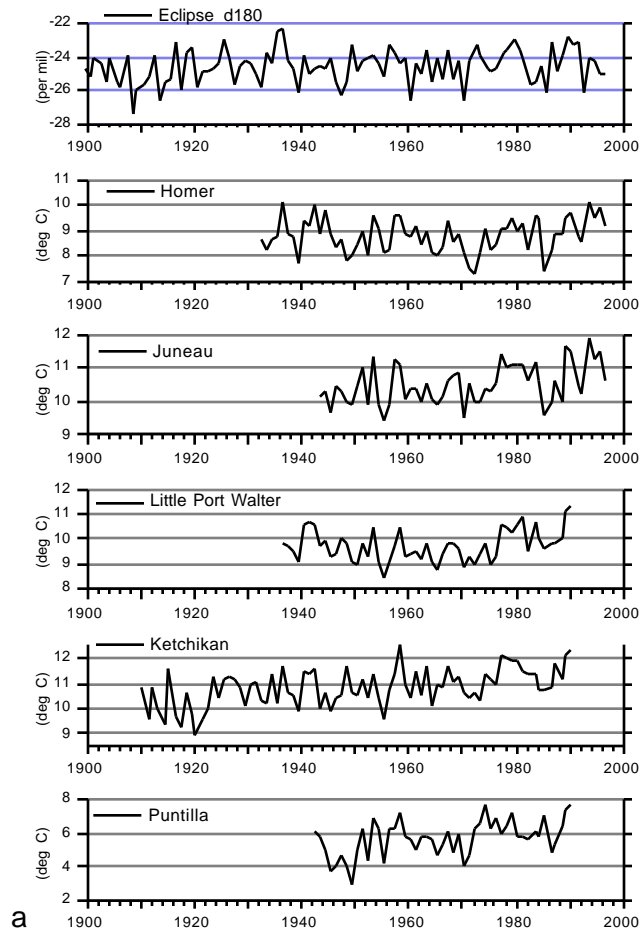 Eclipse d180
-22
-24
-26
-28
(per mil)
1900 1920 1940 1960 1980 2000
Homer
11
10
9
8
7
(deg C)
1900 1920 1940 1960 1980 2000
Juneau
12
11
10
9
(deg C)
1900 1920 1940 1960 1980 2000
Little Port Walter
12
11
10
9
8
(deg C)
1900 1920 1940 1960 1980 2000
Ketchikan
12
11
10
9
(deg C)
1900 1920 1940 1960 1980 2000
Puntilla
8
6
4
2
(deg C)
1900 1920 1940 1960 1980 2000
a